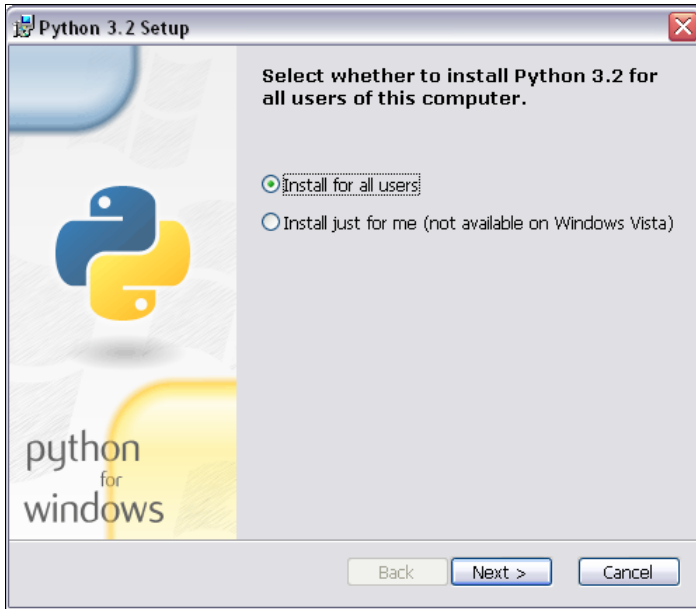 Python 3.2 Setup
Select whether to install Python 3.2 for
all users of this computer.
Install for all users
Install just for me (not available on Windows Vista)
python
for
windows
Back
Next >
Cancel